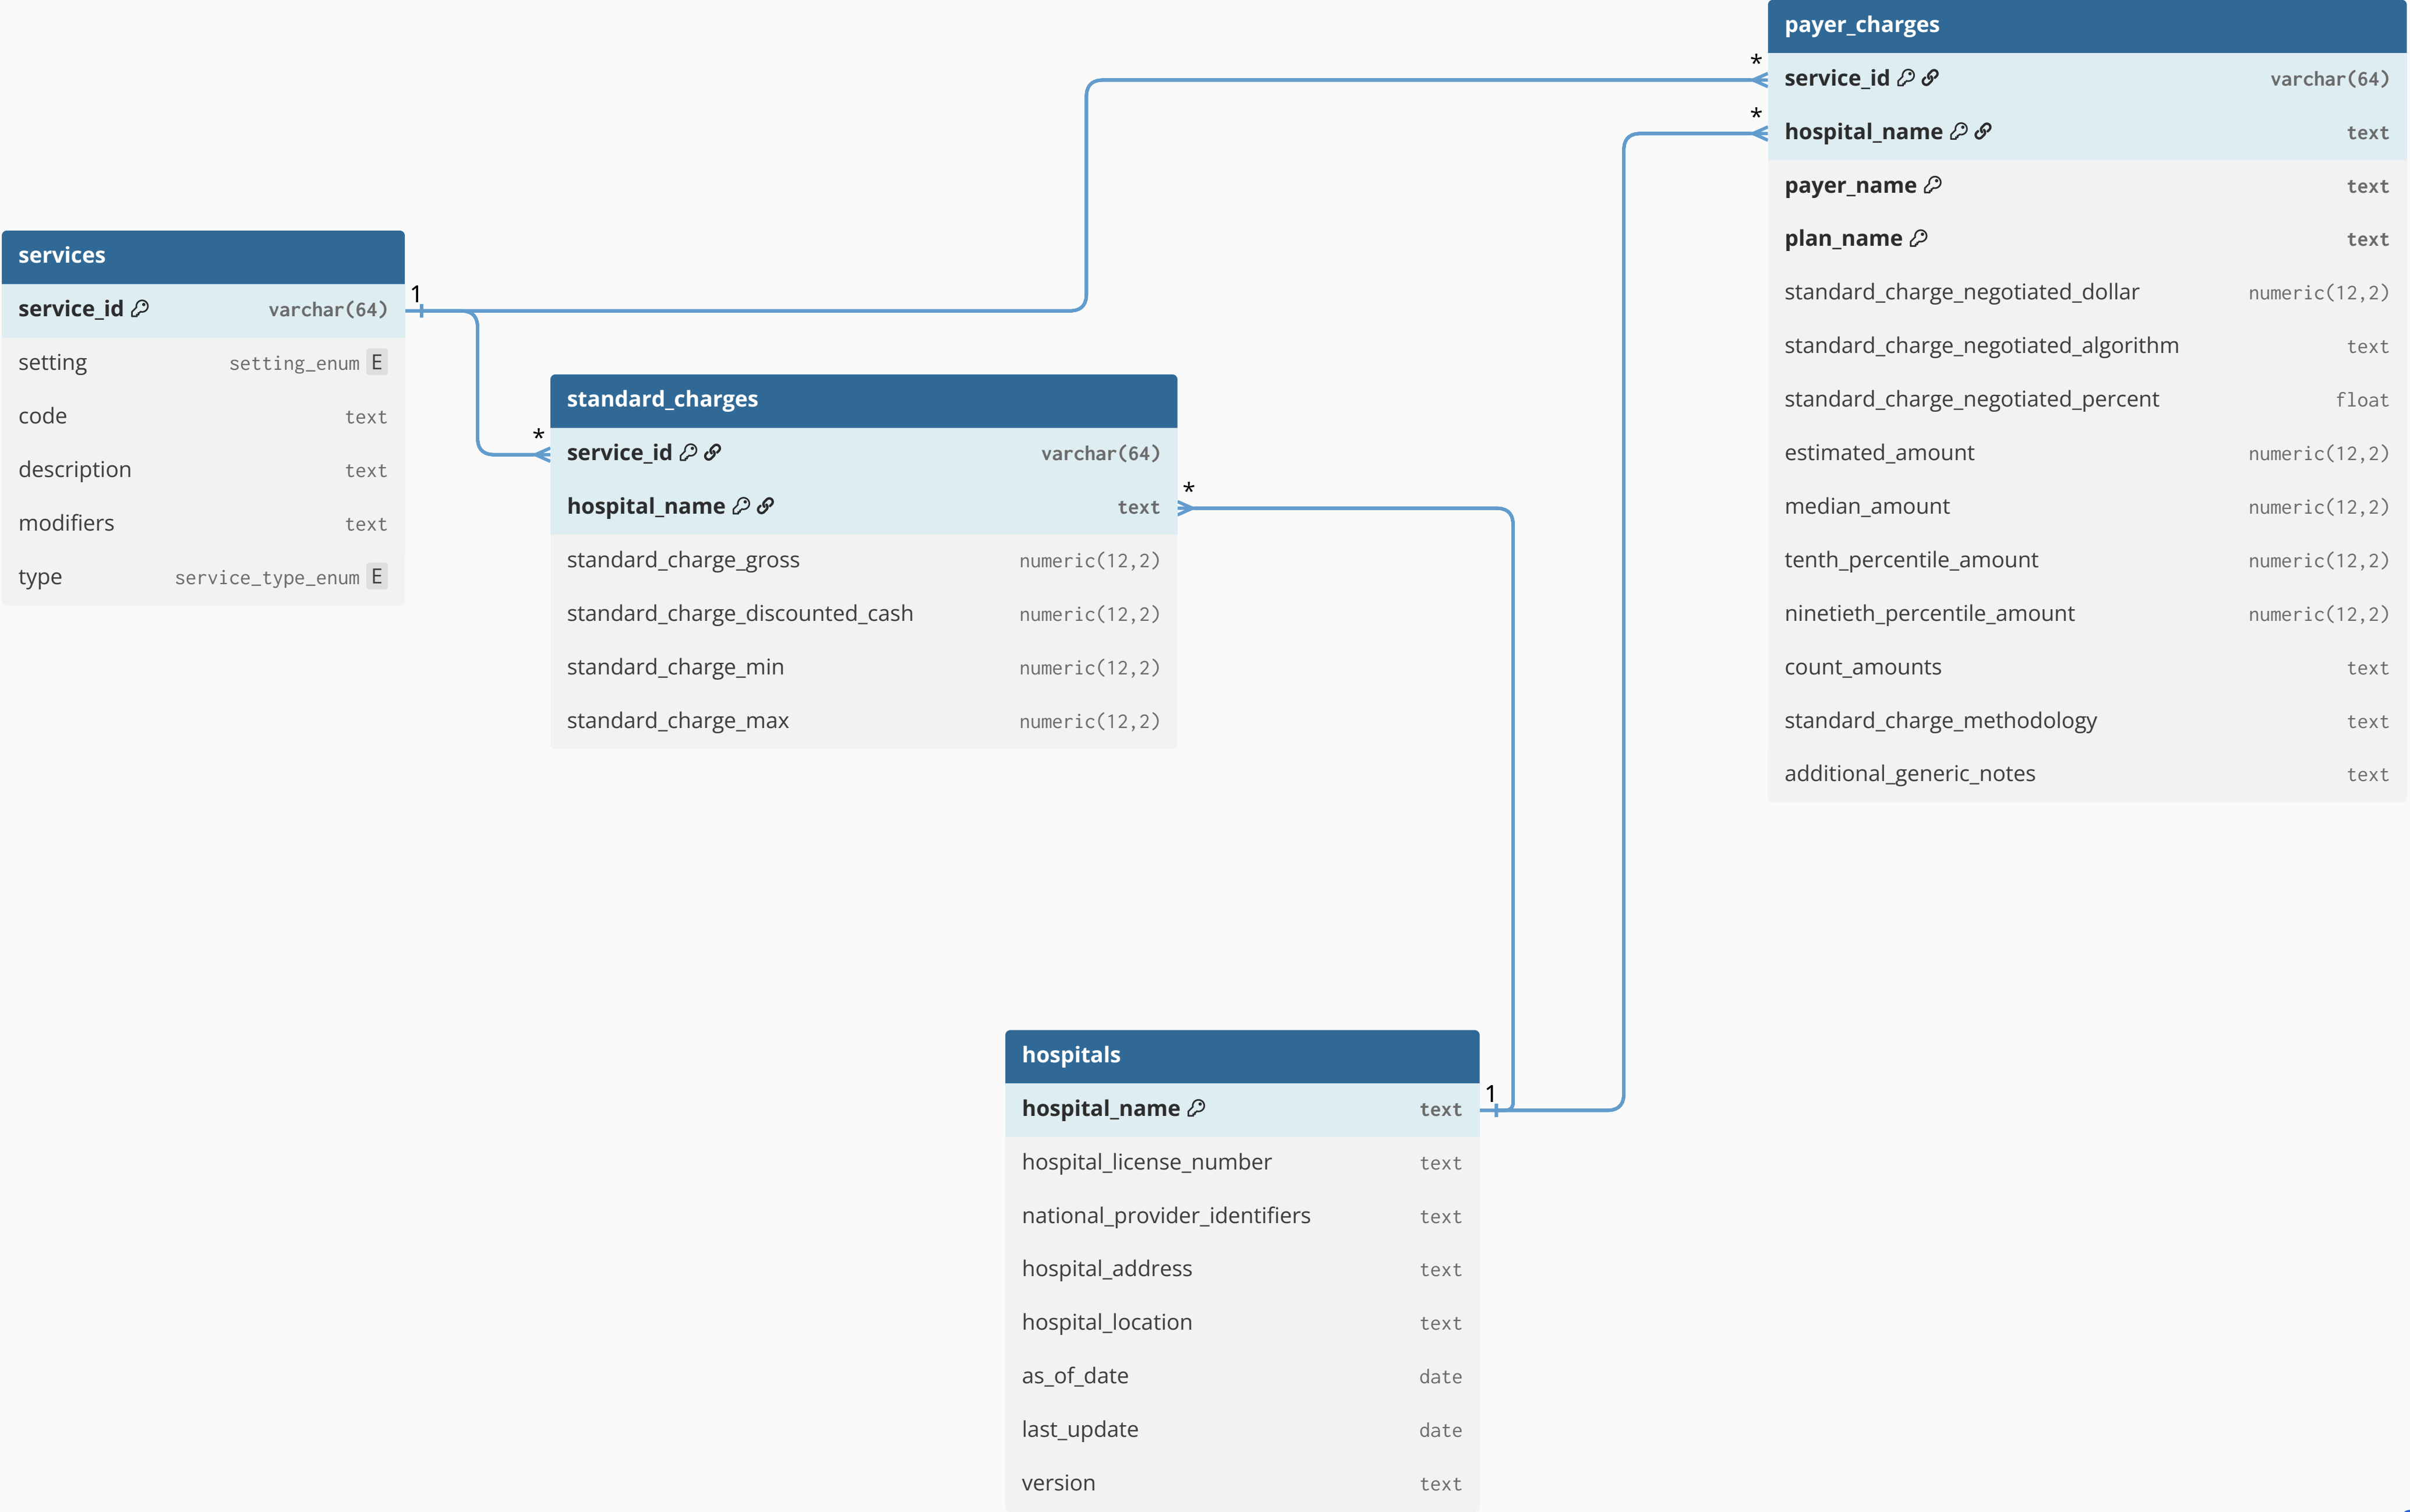 payer_charges
* service_id varchar(64)
* hospital_name text
payer_name text
plan_name text
standard_charge_negotiated_dollar numeric(12,2)
standard_charge_negotiated_algorithm text
standard_charge_negotiated_percent float
estimated_amount numeric(12,2)
median_amount numeric(12,2)
tenth_percentile_amount numeric(12,2)
ninetieth_percentile_amount numeric(12,2)
count_amounts text
standard_charge_methodology text
additional_generic_notes text
services
service_id varchar(64) 1
setting setting_enum E
code text
description text
modifiers text
type service_type_enum E
standard_charges
* service_id varchar(64)
hospital_name text *
standard_charge_gross numeric(12,2)
standard_charge_discounted_cash numeric(12,2)
standard_charge_min numeric(12,2)
standard_charge_max numeric(12,2)
hospitals
hospital_name text 1
hospital_license_number text
national_provider_identifiers text
hospital_address text
hospital_location text
as_of_date date
last_update date
version text